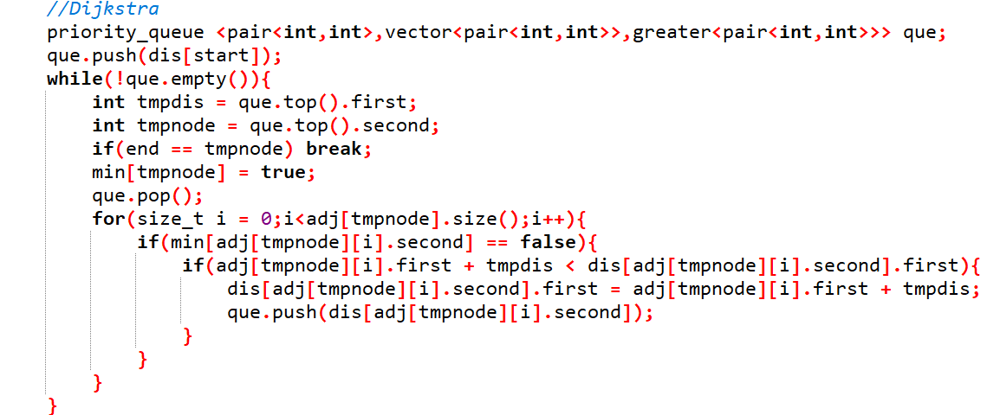 //Dijkstra
priority_queue <pair<int,int>,vector<pair<int,int>>,greater<pair<int,int>>> que;
que.push(dis[start]);
while(!que.empty()){
    int tmpdis = que.top().first;
    int tmpnode = que.top().second;
    if(end == tmpnode) break;
    min[tmpnode] = true;
    que.pop();
    for(size_t i = 0;i<adj[tmpnode].size();i++){
        if(min[adj[tmpnode][i].second] == false){
            if(adj[tmpnode][i].first + tmpdis < dis[adj[tmpnode][i].second].first){
                dis[adj[tmpnode][i].second].first = adj[tmpnode][i].first + tmpdis;
                que.push(dis[adj[tmpnode][i].second]);
            }
        }
    }
}